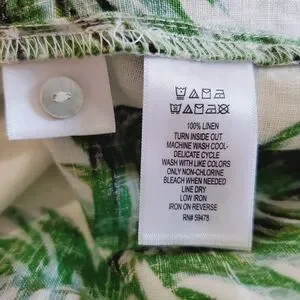 100% LINEN
TURN INSIDE OUT
MACHINE WASH COOL-
DELICATE CYCLE
WASH WITH LIKE COLORS
ONLY NON-CHLORINE
BLEACH WHEN NEEDED
LINE DRY
LOW IRON
IRON ON REVERSE
RN# 59478